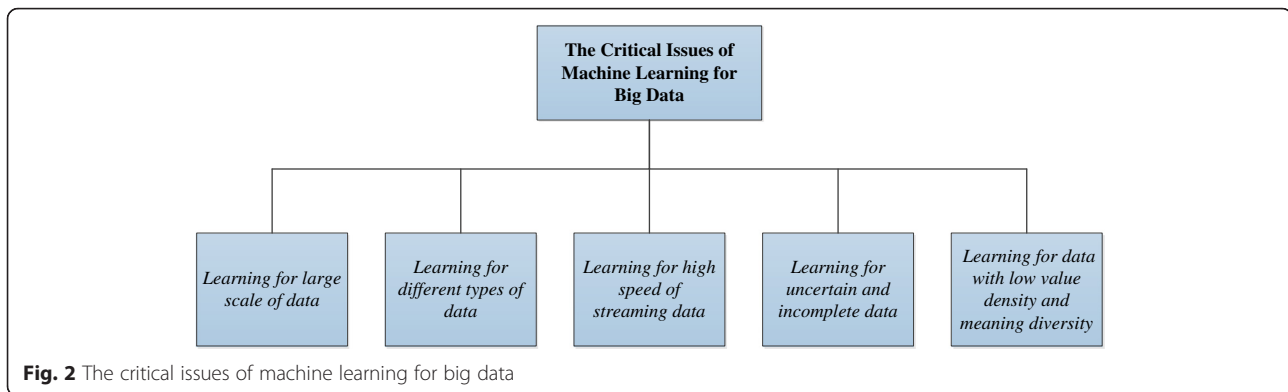 The Critical Issues of
Machine Learning for
Big Data
Learning for large
scale of data
Learning for
different types of
data
Learning for high
speed of
streaming data
Learning for
uncertain and
incomplete data
Learning for data
with low value
density and
meaning diversity
Fig. 2 The critical issues of machine learning for big data